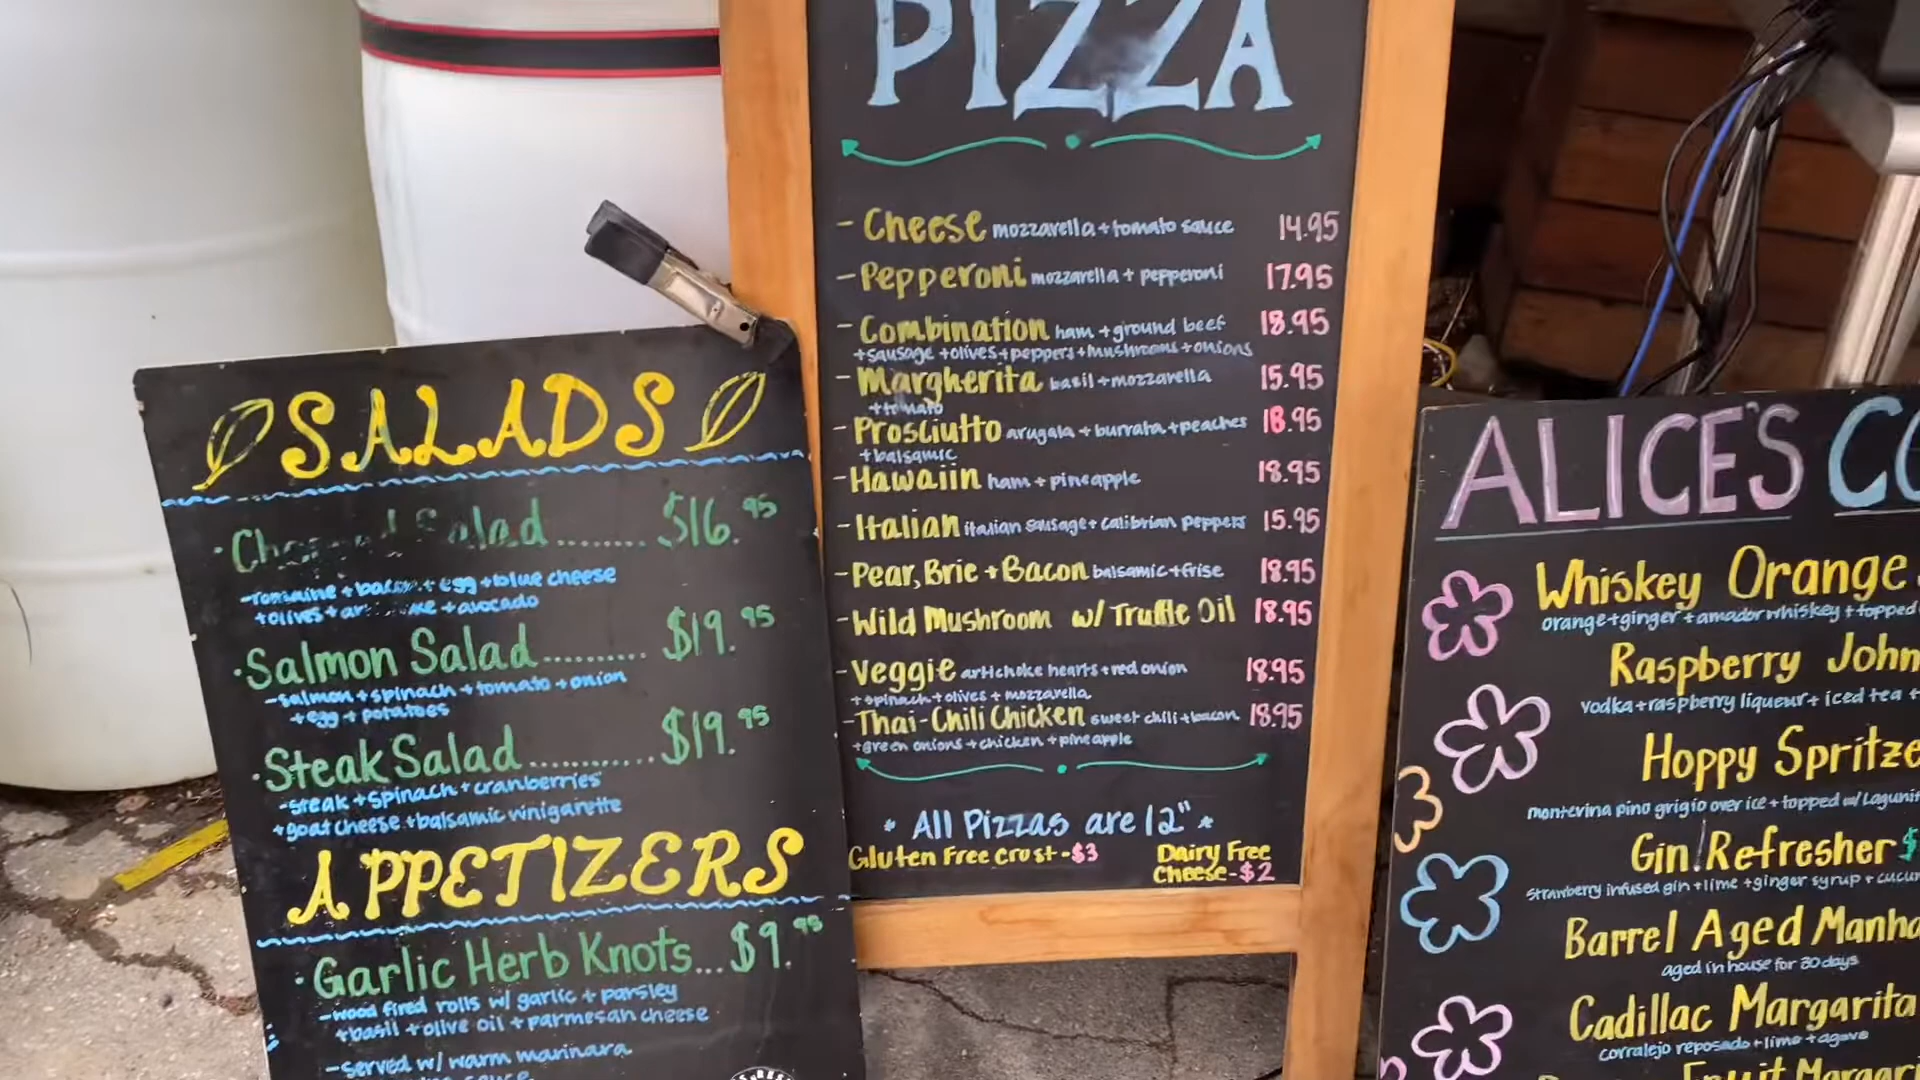 PIZZA
- Cheese mozzarella + tomato sauce 14.95
- Pepperoni mozzarella + pepperoni 17.95
- Combination ham + ground beef 18.95
+ sausage + olives + peppers + mushrooms + onions
- Margherita basil + mozzarella 15.95
+ tomato
- Prosciutto arugala + burrata + peaches 18.95
+ balsamic
- Hawaiin ham + pineapple 18.95
- Italian italian sausage + calibrian peppers 15.95
- Pear, Brie + Bacon balsamic + frise 18.95
- Wild Mushroom w/ Truffle Oil 18.95
- Veggie artichoke hearts + red onion 18.95
+ spinach + olives + mozzarella
- Thai-Chili Chicken sweet chili + bacon 18.95
+ green onions + chicken + pineapple
* All Pizzas are 12" *
Gluten Free Crust - $3
Dairy Free
Cheese - $2
SALADS
Salad ........ $16.95
- romaine + bacon + egg + blue cheese
+ olives + + avocado
· Salmon Salad .......... $19.95
- salmon + spinach + tomato + onion
+ egg + potatoes
· Steak Salad ............ $19.95
- steak + spinach + cranberries
+ goat cheese + balsamic vinigarette
APPETIZERS
· Garlic Herb Knots... $9.95
- wood fired rolls w/ garlic + parsley
+ basil + olive oil + parmesan cheese
- served w/ warm marinara
sauce
ALICE'S CO
Whiskey Orange
orange + ginger + amador whiskey + topped
Raspberry John
vodka + raspberry liqueur + iced tea +
Hoppy Spritze
montevina pino grigio over ice + topped w/ Lagunit
Gin Refresher $
strawberry infused gin + lime + ginger syrup + cucu
Barrel Aged Manha
aged in house for 30 days
Cadillac Margarita
corralejo reposado + lime + agave
Fruit Margari